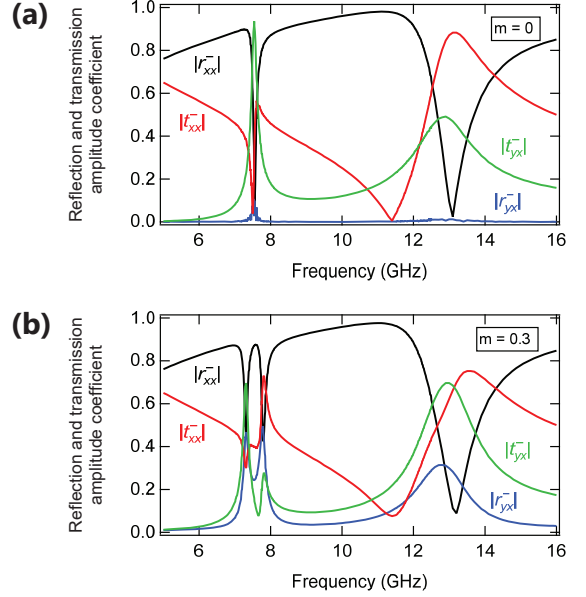 (a)
Reflection and transmission
amplitude coefficient
1.0
0.8
0.6
0.4
0.2
0.0
m = 0
|r⁻xx|
|t⁻xx|
|t⁻yx|
|r⁻yx|
6 8 10 12 14 16
Frequency (GHz)
(b)
Reflection and transmission
amplitude coefficient
1.0
0.8
0.6
0.4
0.2
0.0
m = 0.3
|r⁻xx|
|t⁻xx|
|t⁻yx|
|r⁻yx|
6 8 10 12 14 16
Frequency (GHz)